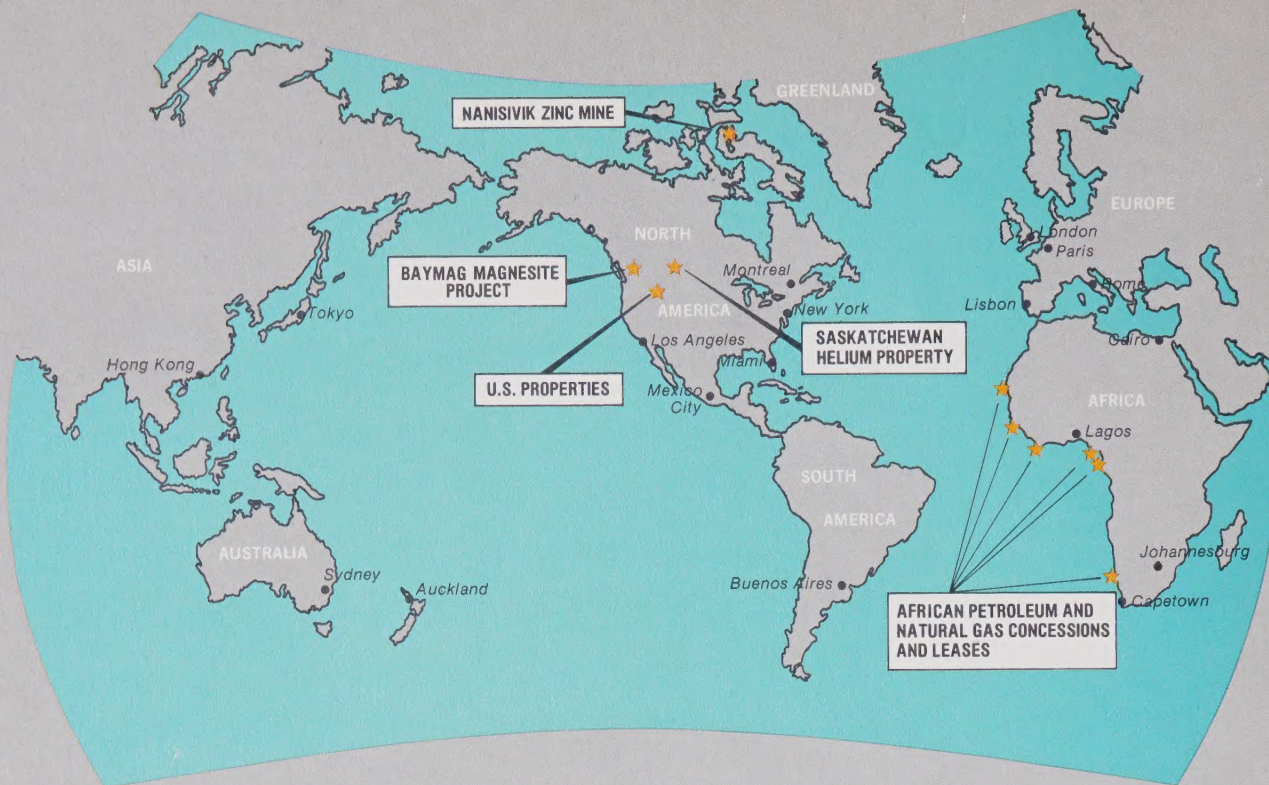 GREENLAND
NANISIVIK ZINC MINE
EUROPE
London
Paris
NORTH
ASIA
BAYMAG MAGNESITE
PROJECT
Montreal
Rome
AMERICA
New York
Lisbon
Tokyo
SASKATCHEWAN
HELIUM PROPERTY
Los Angeles
Cairo
Hong Kong
Miami
U.S. PROPERTIES
Mexico
City
AFRICA
Lagos
SOUTH
AMERICA
AUSTRALIA
Johannesburg
Sydney
Auckland
Buenos Aires
Capetown
AFRICAN PETROLEUM AND
NATURAL GAS CONCESSIONS
AND LEASES